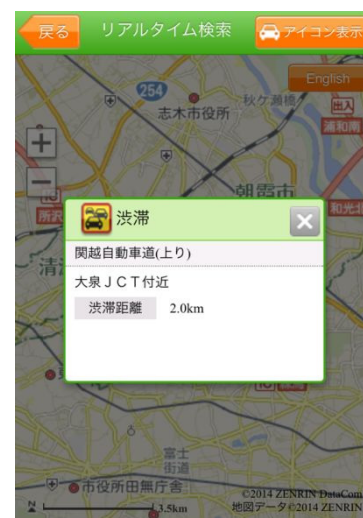 戻る
リアルタイム検索
アイコン表示
English
254
志木市役所
秋ケ瀬橋
出入
浦和南
朝霞市
和光北
所沢
渋滞
関越自動車道(上り)
大泉JCT付近
渋滞距離 2.0km
富士
街道
市役所田無庁舎
3.5km
©2014 ZENRIN DataCom
地図データ©2014 ZENRIN